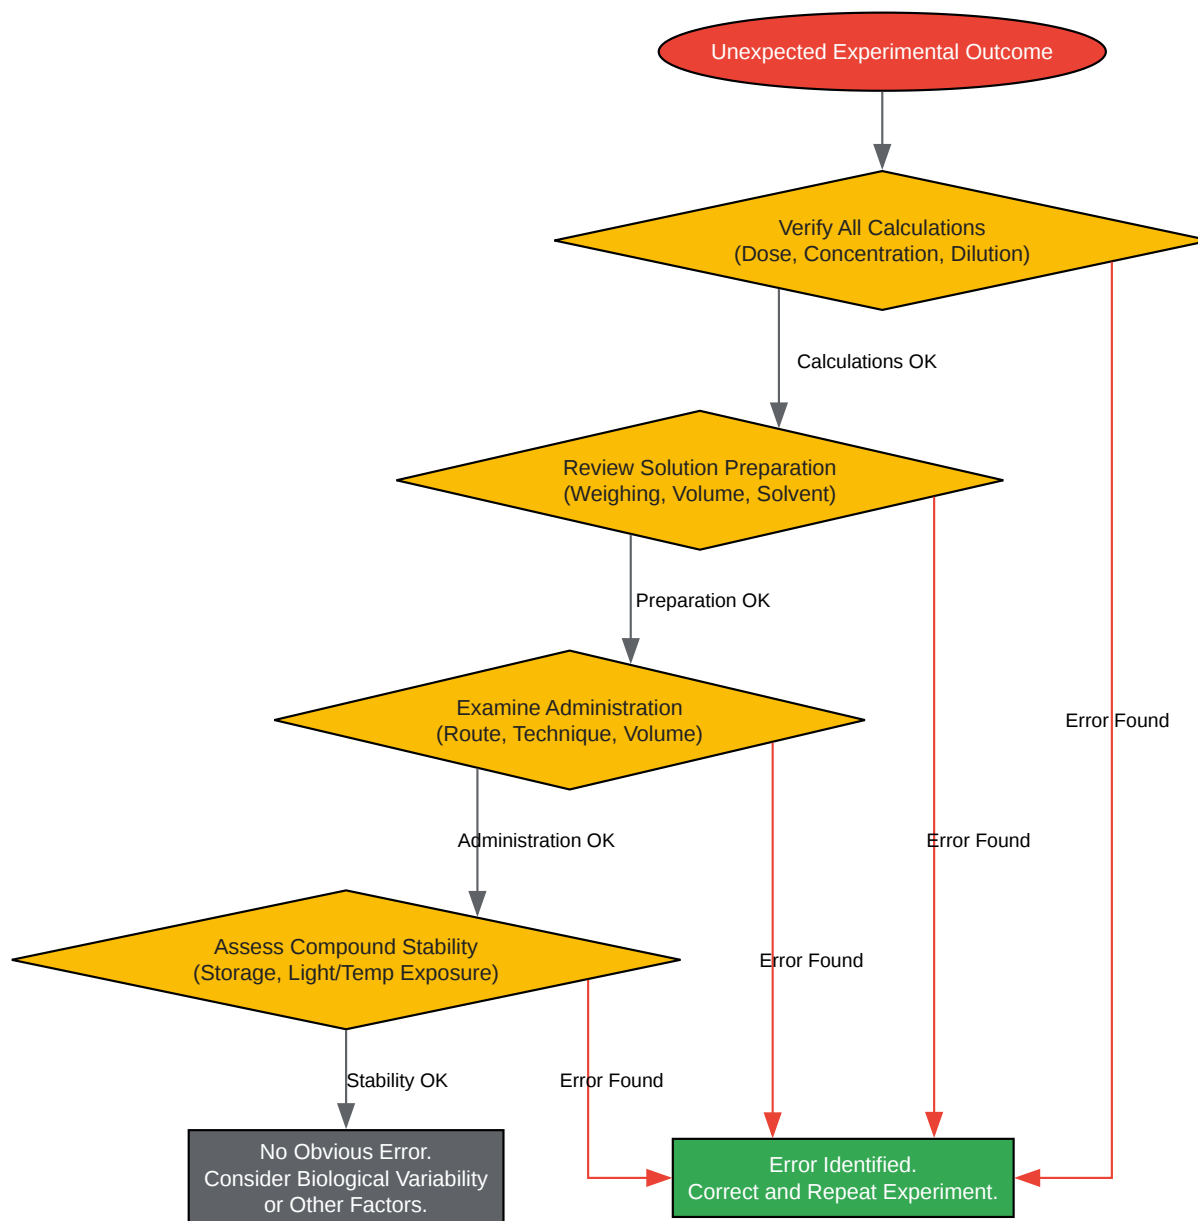 Unexpected Experimental Outcome
Verify All Calculations
(Dose, Concentration, Dilution)
Calculations OK
Review Solution Preparation
(Weighing, Volume, Solvent)
Preparation OK
Examine Administration
(Route, Technique, Volume)
Error Found
Administration OK
Error Found
Assess Compound Stability
(Storage, Light/Temp Exposure)
Error Found
Stability OK
Error Found
No Obvious Error.
Consider Biological Variability
or Other Factors.
Error Identified.
Correct and Repeat Experiment.